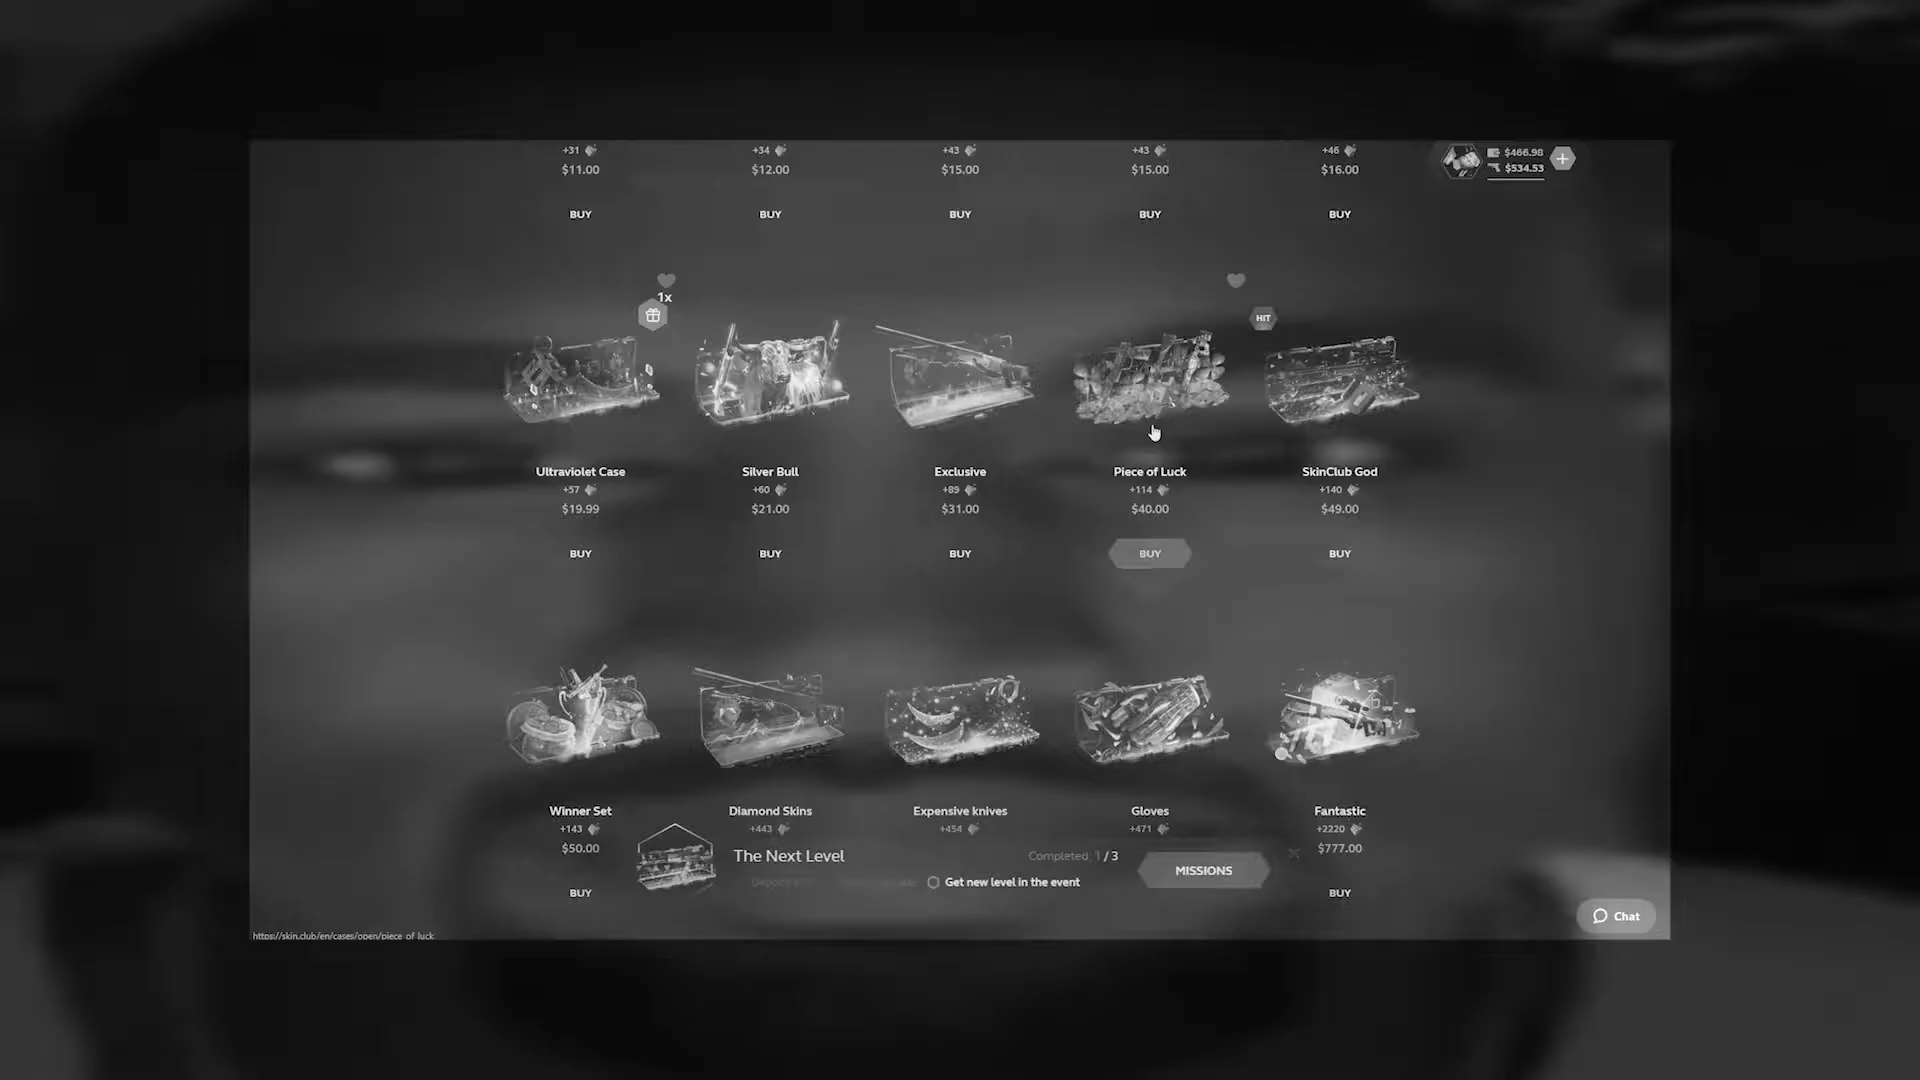 +31 +34 +43 +43 +46
$11.00 $12.00 $15.00 $15.00 $16.00
$466.98
$534.53
BUY BUY BUY BUY BUY
1x
HIT
Ultraviolet Case Silver Bull Exclusive Piece of Luck SkinClub God
+57 +60 +89 +114 +140
$19.99 $21.00 $31.00 $40.00 $49.00
BUY BUY BUY BUY BUY
Winner Set Diamond Skins Expensive knives Gloves Fantastic
+143 +443 +454 +471 +2220
$50.00 $777.00
The Next Level
Completed 1 / 3
MISSIONS
Get new level in the event
BUY BUY
Chat
https://skin.club/en/cases/open/piece_of_luck